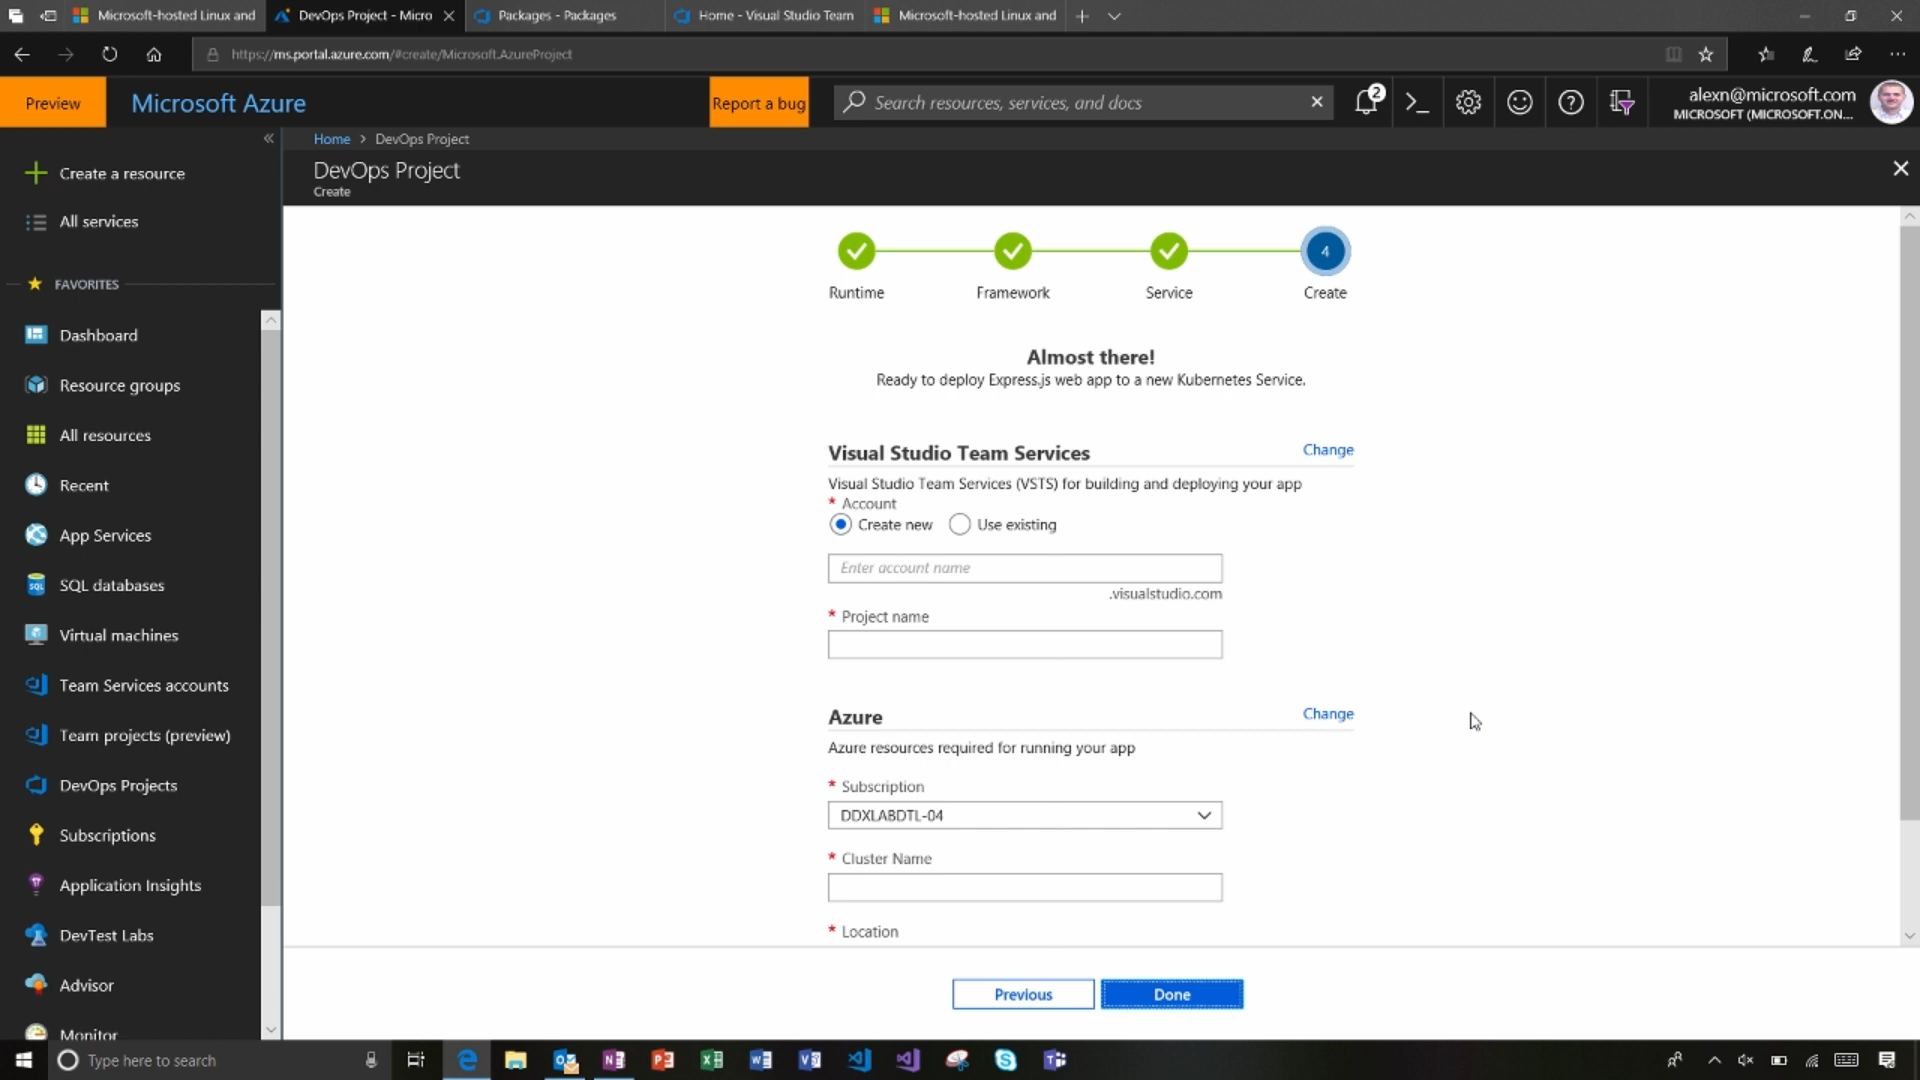 Microsoft-hosted Linux and
DevOps Project - Micro
Packages - Packages
Home - Visual Studio Team
Microsoft-hosted Linux and
https://ms.portal.azure.com/#create/Microsoft.AzureProject
Preview
Microsoft Azure
Report a bug
Search resources, services, and docs
2
alexn@microsoft.com
MICROSOFT (MICROSOFT.ON...
Home > DevOps Project
DevOps Project
Create
Create a resource
All services
FAVORITES
Dashboard
Resource groups
All resources
Recent
App Services
SQL databases
Virtual machines
Team Services accounts
Team projects (preview)
DevOps Projects
Subscriptions
Application Insights
DevTest Labs
Advisor
Monitor
4
Runtime
Framework
Service
Create
Almost there!
Ready to deploy Express.js web app to a new Kubernetes Service.
Visual Studio Team Services
Change
Visual Studio Team Services (VSTS) for building and deploying your app
* Account
Create new
Use existing
Enter account name
.visualstudio.com
* Project name
Azure
Change
Azure resources required for running your app
* Subscription
DDXLABDTL-04
* Cluster Name
* Location
Previous
Done
Type here to search